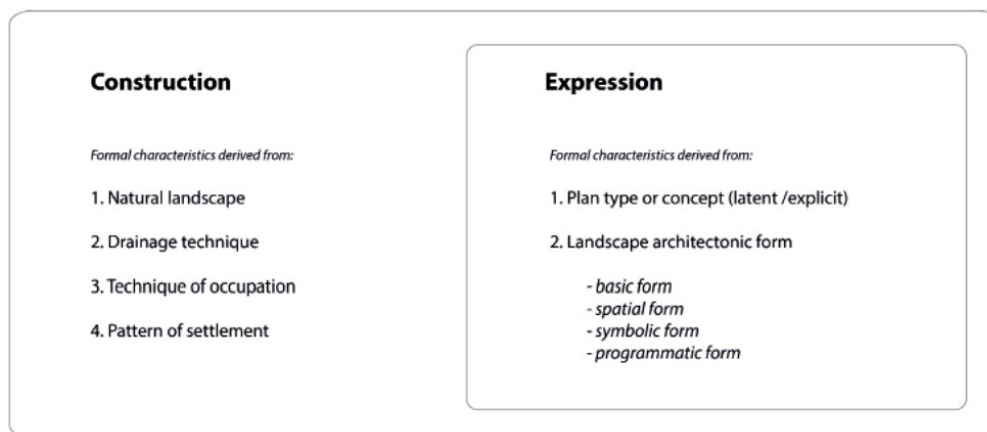 Construction
Formal characteristics derived from:
1. Natural landscape
2. Drainage technique
3. Technique of occupation
4. Pattern of settlement
Expression
Formal characteristics derived from:
1. Plan type or concept (latent /explicit)
2. Landscape architectonic form
- basic form
- spatial form
- symbolic form
- programmatic form